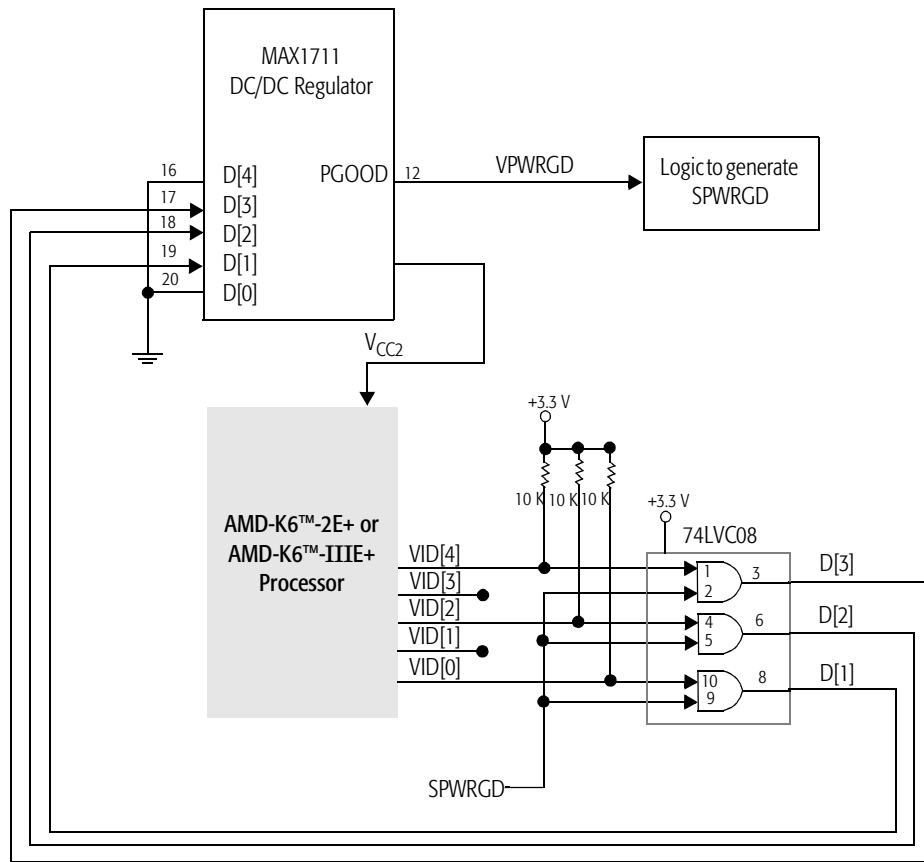 MAX1711
DC/DC Regulator
16 D[4] PGOOD 12 VPWRGD
17 D[3]
18 D[2]
19 D[1]
20 D[0]
Logic to generate
SPWRGD
VCC2
+3.3 V
10 K 10 K 10 K
+3.3 V
74LVC08
AMD-K6™-2E+ or
AMD-K6™-IIIE+
Processor
VID[4]
VID[3]
VID[2]
VID[1]
VID[0]
1 3 D[3]
2
4 6 D[2]
5
10 8 D[1]
9
SPWRGD